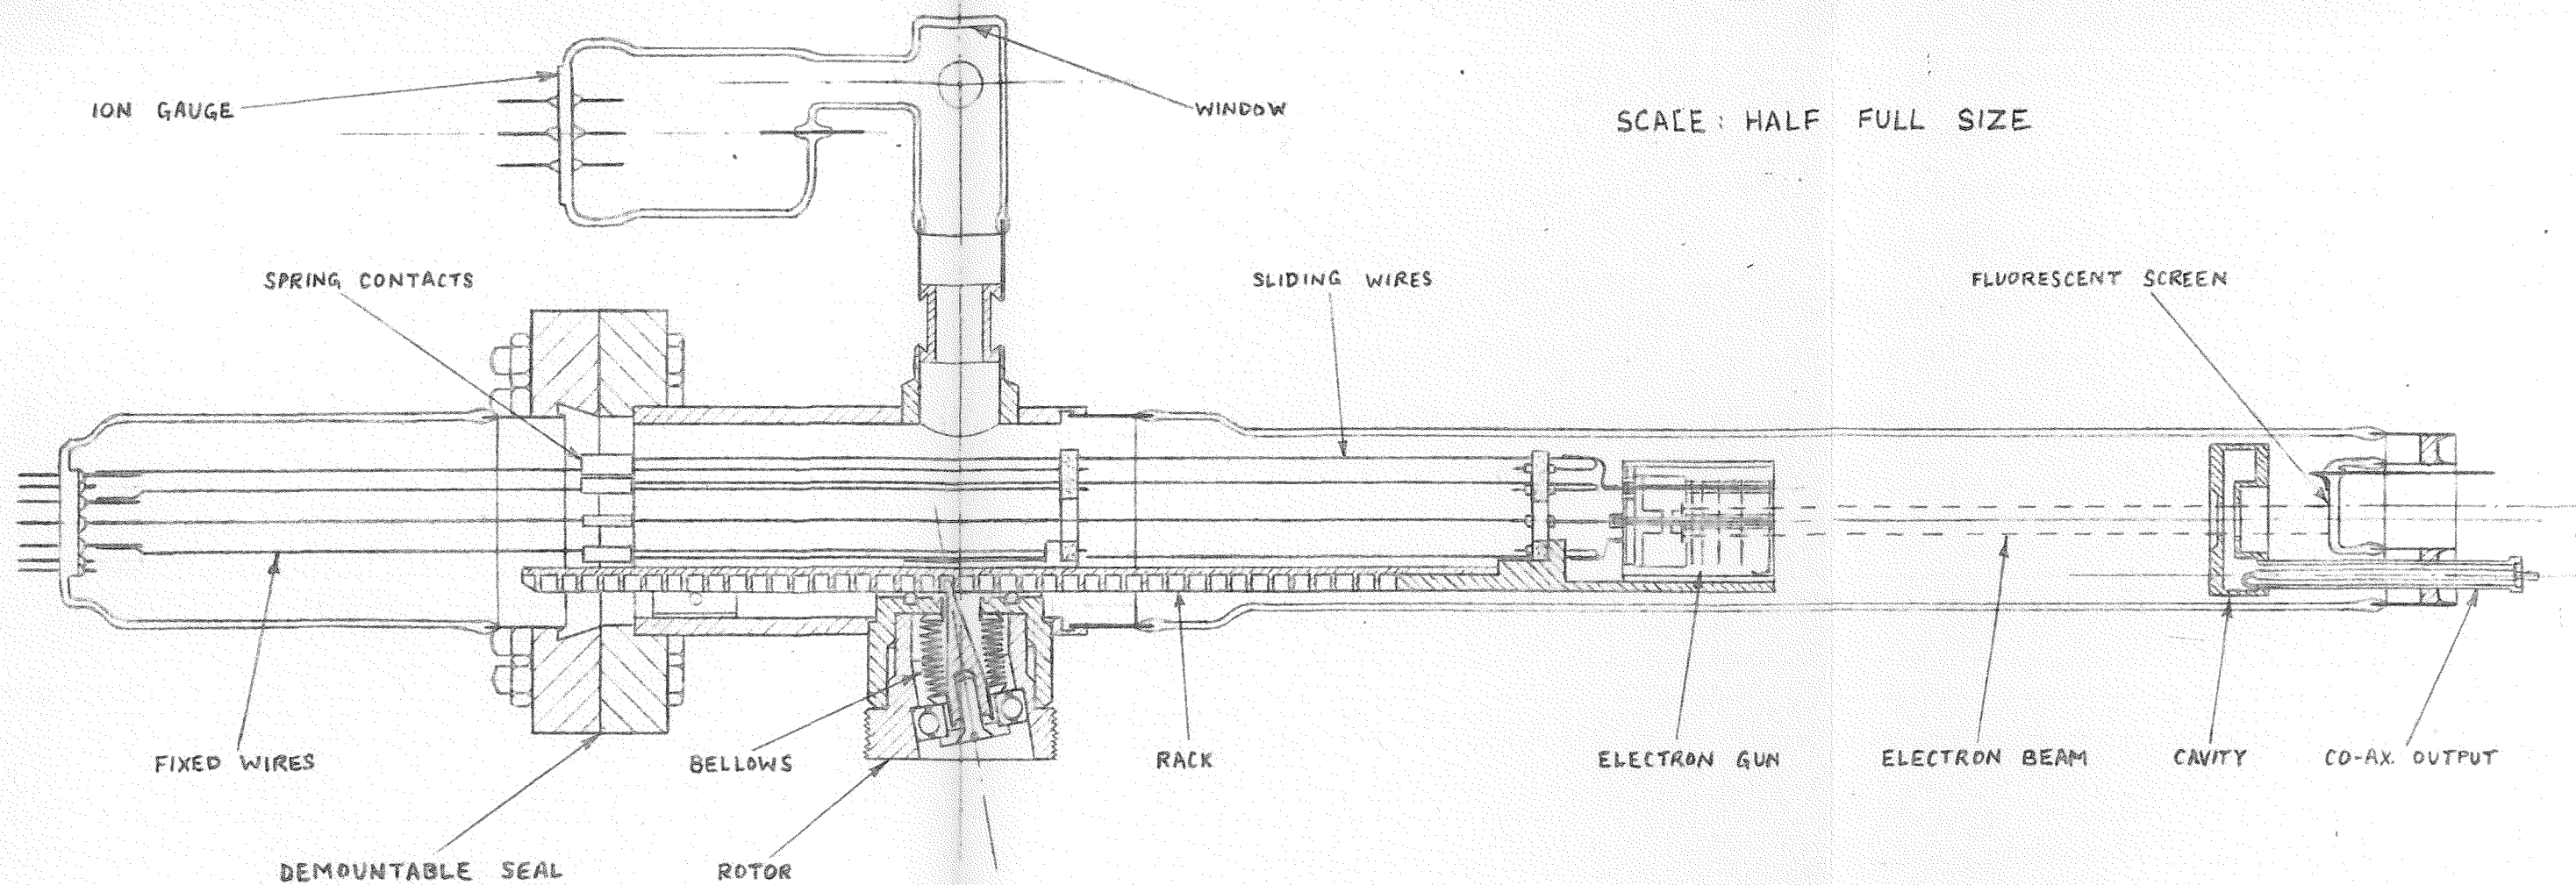 ION GAUGE
WINDOW
SCALE: HALF FULL SIZE
SPRING CONTACTS
SLIDING WIRES
FLUORESCENT SCREEN
FIXED WIRES
BELLOWS
RACK
ELECTRON GUN
ELECTRON BEAM
CAVITY
CO-AX. OUTPUT
DEMOUNTABLE SEAL
ROTOR